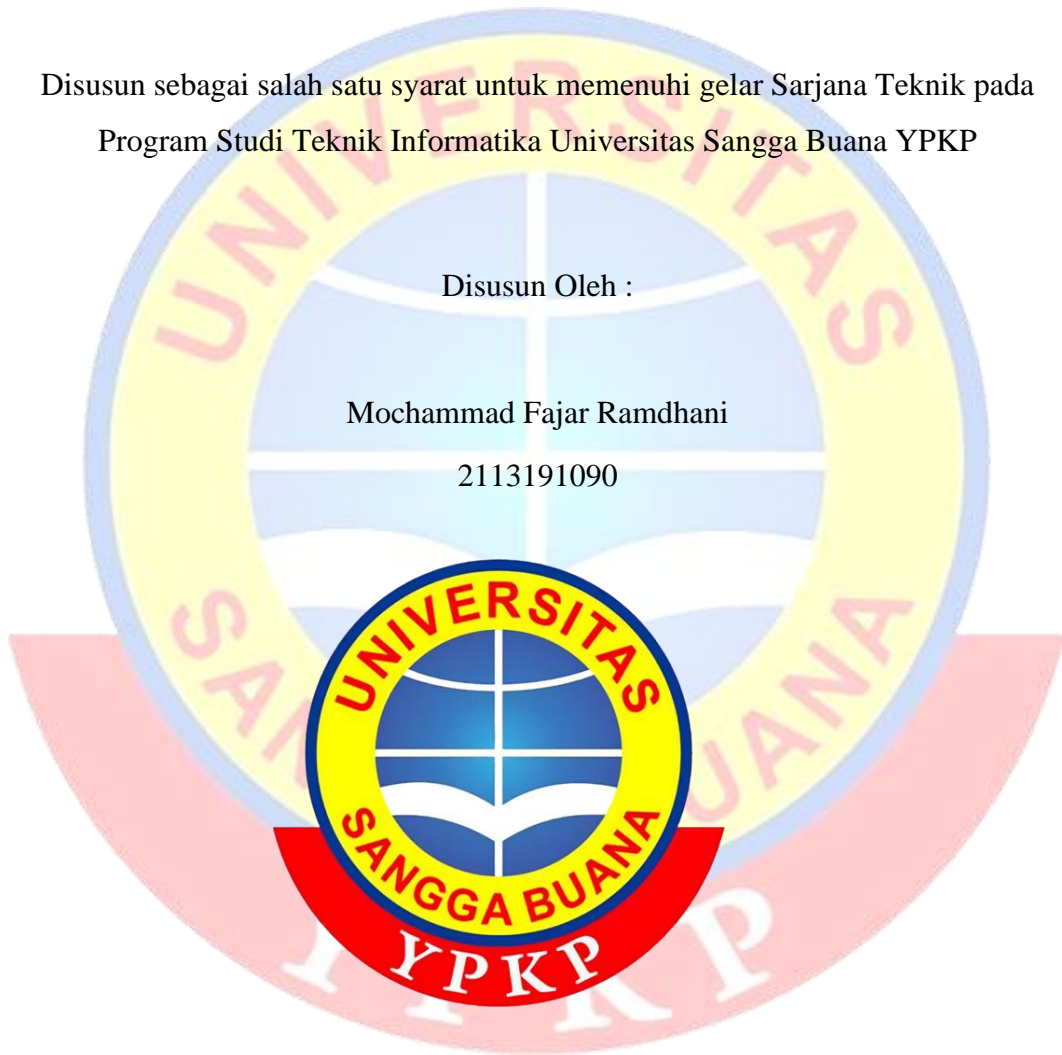 Disusun sebagai salah satu syarat untuk memenuhi gelar Sarjana Teknik pada
Program Studi Teknik Informatika Universitas Sangga Buana YPKP
Disusun Oleh :
Mochammad Fajar Ramdhani
2113191090
UNIVERSITAS
SANGGA BUANA
YPKP